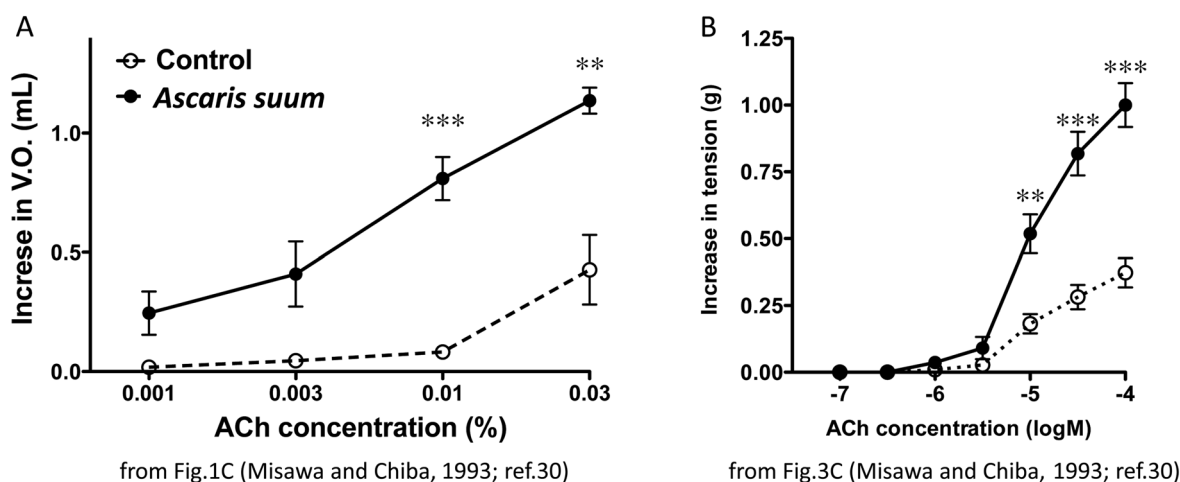 A
Control
Ascaris suum
Increse in V.O. (mL)
1.0
0.5
0.0
***
**
0.001 0.003 0.01 0.03
ACh concentration (%)
from Fig.1C (Misawa and Chiba, 1993; ref.30)
B
Increase in tension (g)
1.25
1.00
0.75
0.50
0.25
0.00
**
***
***
-7 -6 -5 -4
ACh concentration (logM)
from Fig.3C (Misawa and Chiba, 1993; ref.30)